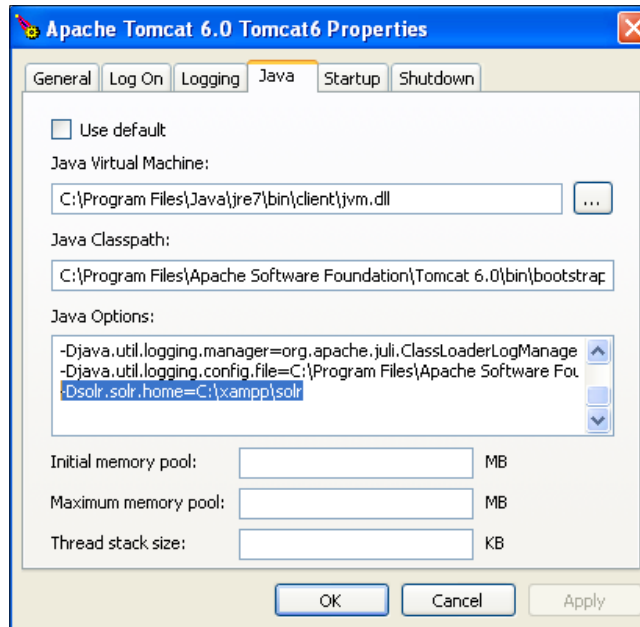 Apache Tomcat 6.0 Tomcat6 Properties
General Log On Logging Java Startup Shutdown
Use default
Java Virtual Machine:
C:\Program Files\Java\jre7\bin\client\jvm.dll ...
Java Classpath:
C:\Program Files\Apache Software Foundation\Tomcat 6.0\bin\bootstrap
Java Options:
-Djava.util.logging.manager=org.apache.juli.ClassLoaderLogManage
-Djava.util.logging.config.file=C:\Program Files\Apache Software Fou
-Dsolr.solr.home=C:\xampp\solr
Initial memory pool: MB
Maximum memory pool: MB
Thread stack size: KB
OK Cancel Apply